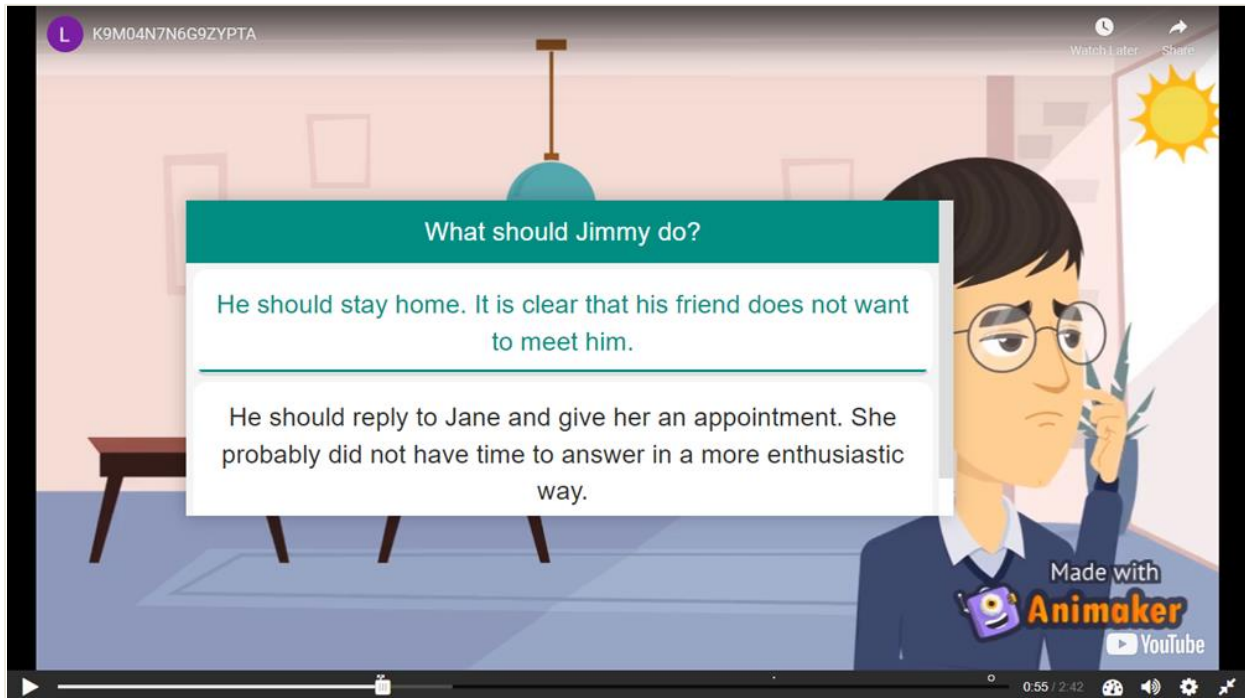 L K9M04N7N6G9ZYPTA
Watch Later Share
What should Jimmy do?
He should stay home. It is clear that his friend does not want
to meet him.
He should reply to Jane and give her an appointment. She
probably did not have time to answer in a more enthusiastic
way.
Made with
Animaker
YouTube
0:55 / 2:42